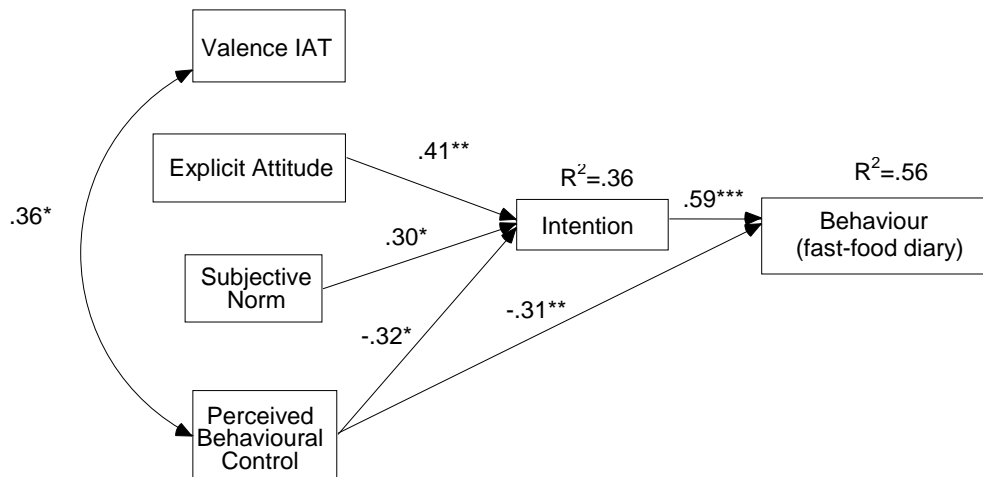 Valence IAT
Explicit Attitude
.41**
R²=.36
R²=.56
.59***
.36*
Intention
Behaviour
(fast-food diary)
.30*
Subjective
Norm
-.31**
-.32*
Perceived
Behavioural
Control